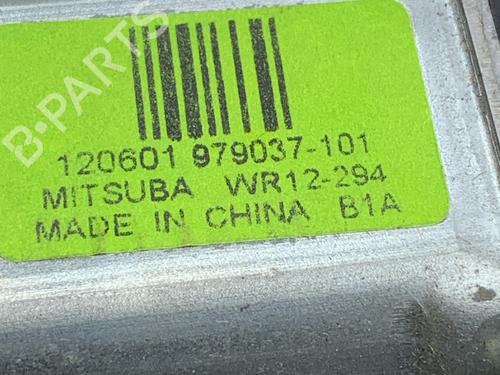 B-PARTS
120601 979037-101
MITSUBA WR12-294
MADE IN CHINA B1A